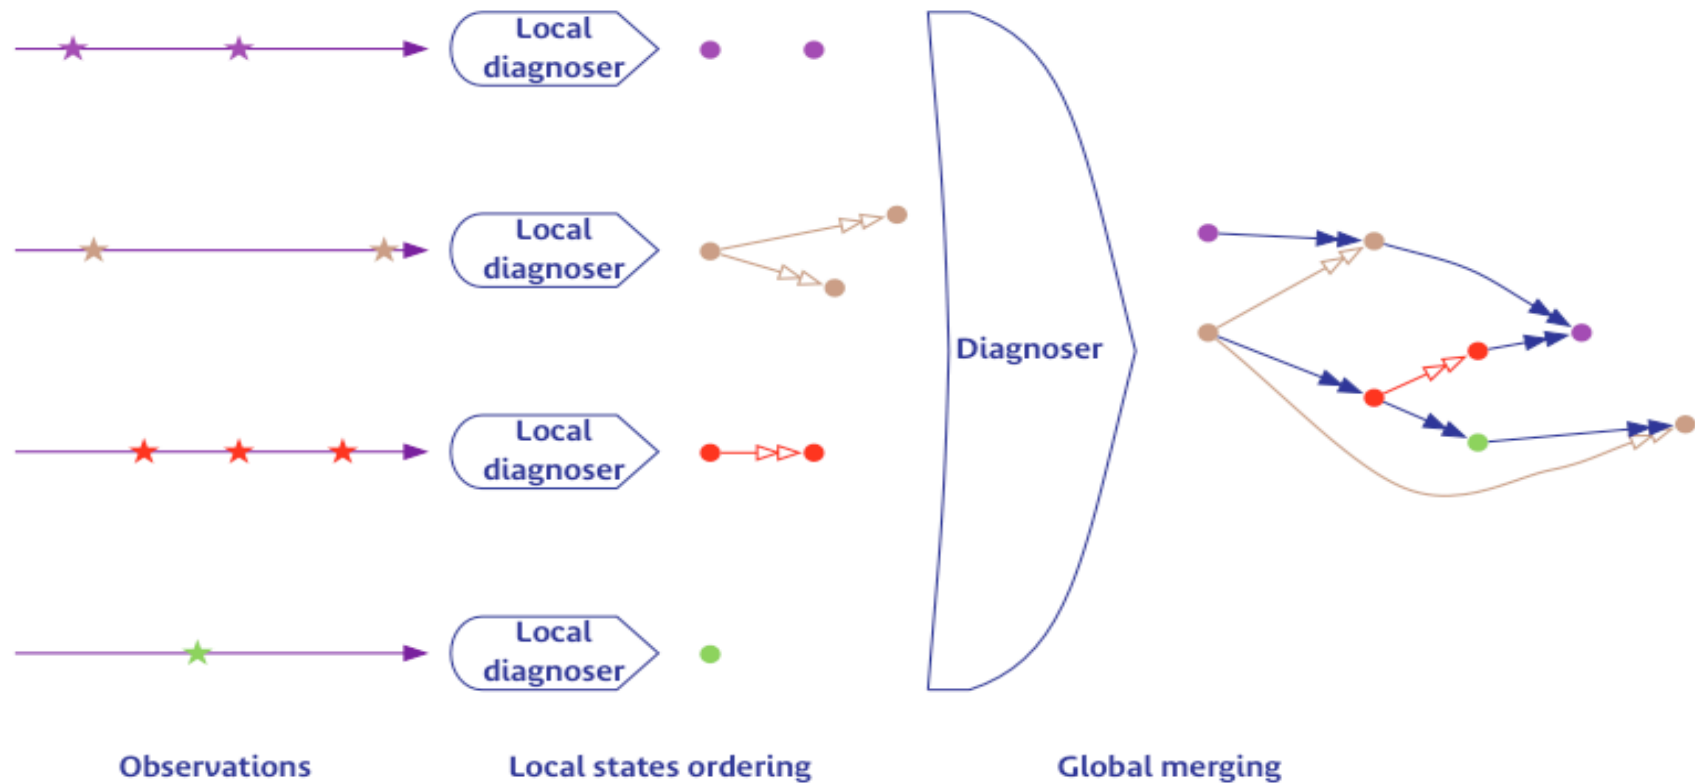 Local
diagnoser
Local
diagnoser
Diagnoser
Local
diagnoser
Local
diagnoser
Observations
Local states ordering
Global merging